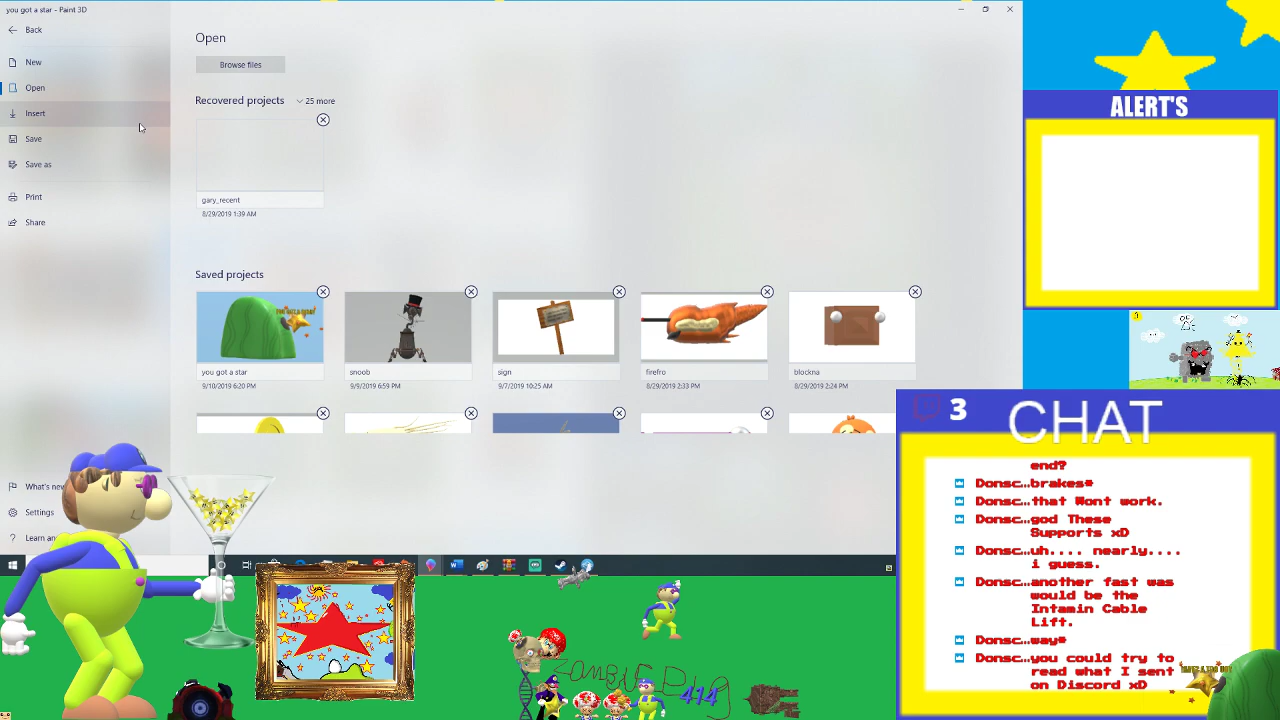 you got a star - Paint 3D
Back
New
Open
Insert
Save
Save as
Print
Share
What's new
Settings
Learn an
Open
Browse files
Recovered projects
25 more
gary_recent
8/29/2019 1:39 AM
Saved projects
you got a star
9/10/2019 6:20 PM
snoob
9/9/2019 6:59 PM
sign
9/7/2019 10:25 AM
firefro
8/29/2019 2:33 PM
blockna
8/29/2019 2:24 PM
ALERT'S
3 CHAT
end?
Donsc...brakes*
Donsc...that Wont work.
Donsc...god These
Supports xD
Donsc...uh.... nearly....
i guess.
Donsc...another fast was
would be the
Intamin Cable
Lift.
Donsc...way*
Donsc...you could try to
read what I sent
on Discord xD
414